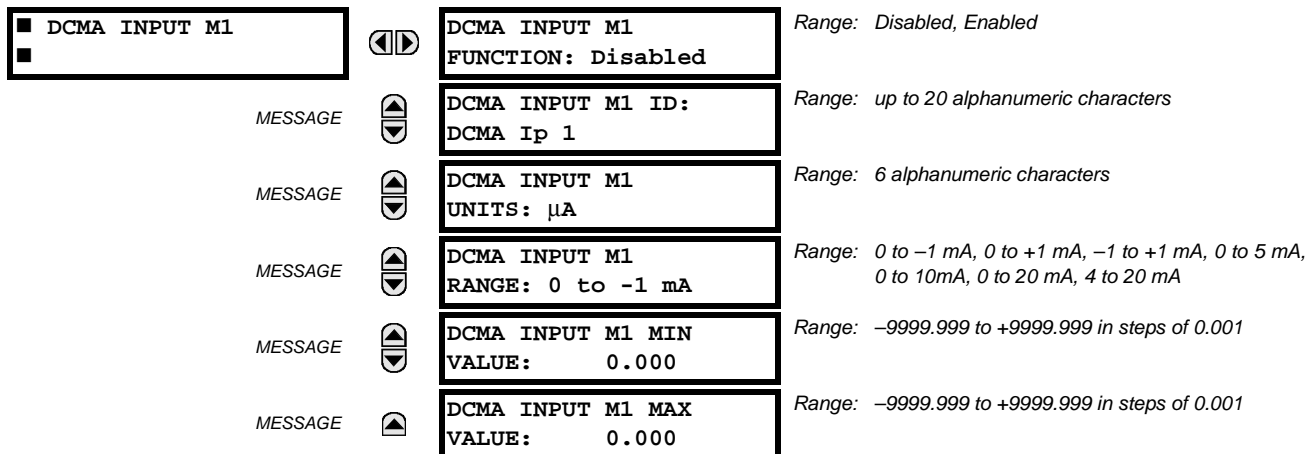 ■ DCMA INPUT M1
■
DCMA INPUT M1
FUNCTION: Disabled
Range: Disabled, Enabled
MESSAGE
DCMA INPUT M1 ID:
DCMA Ip 1
Range: up to 20 alphanumeric characters
MESSAGE
DCMA INPUT M1
UNITS: μA
Range: 6 alphanumeric characters
MESSAGE
DCMA INPUT M1
RANGE: 0 to -1 mA
Range: 0 to –1 mA, 0 to +1 mA, –1 to +1 mA, 0 to 5 mA,
0 to 10mA, 0 to 20 mA, 4 to 20 mA
MESSAGE
DCMA INPUT M1 MIN
VALUE: 0.000
Range: –9999.999 to +9999.999 in steps of 0.001
MESSAGE
DCMA INPUT M1 MAX
VALUE: 0.000
Range: –9999.999 to +9999.999 in steps of 0.001